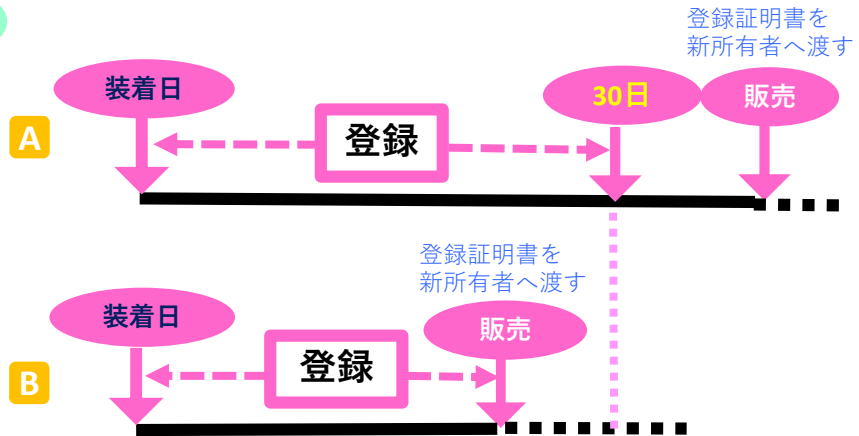 登録証明書を
新所有者へ渡す
装着日
30日
販売
A
登録
登録証明書を
新所有者へ渡す
装着日
販売
B
登録